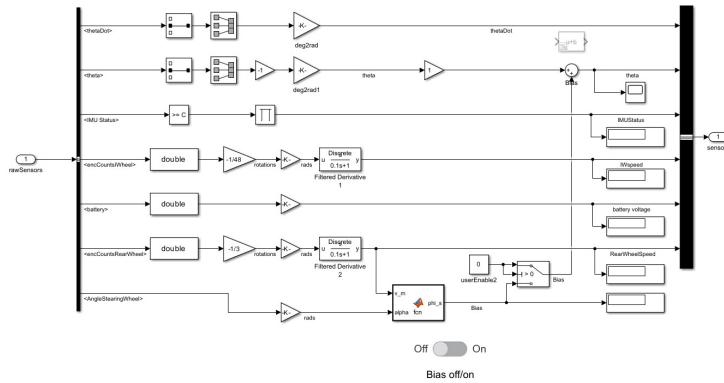 <thetaDot>
-K-
deg2rad
thetaDot
<theta>
-1
-K-
deg2rad1
theta
1
Bias
theta
<IMU Status>
>= C
IMUStatus
1
rawSensors
<encCountsIWheel>
double
-1/48
rotations
-K-
rads
u
Discrete
s
0.1s+1
y
Filtered Derivative
1
IWspeed
1
<battery>
-K-
battery voltage
<encCountsRearWheel>
double
-1/3
rotations
-K-
rads
u
Discrete
s
0.1s+1
y
Filtered Derivative
2
RearWheelSpeed
0
userEnable2
> 0
Bias
<AngleSteeringWheel>
-K-
rads
v_m
alpha
fcn
phi_s
Bias
Off
On
Bias off/on